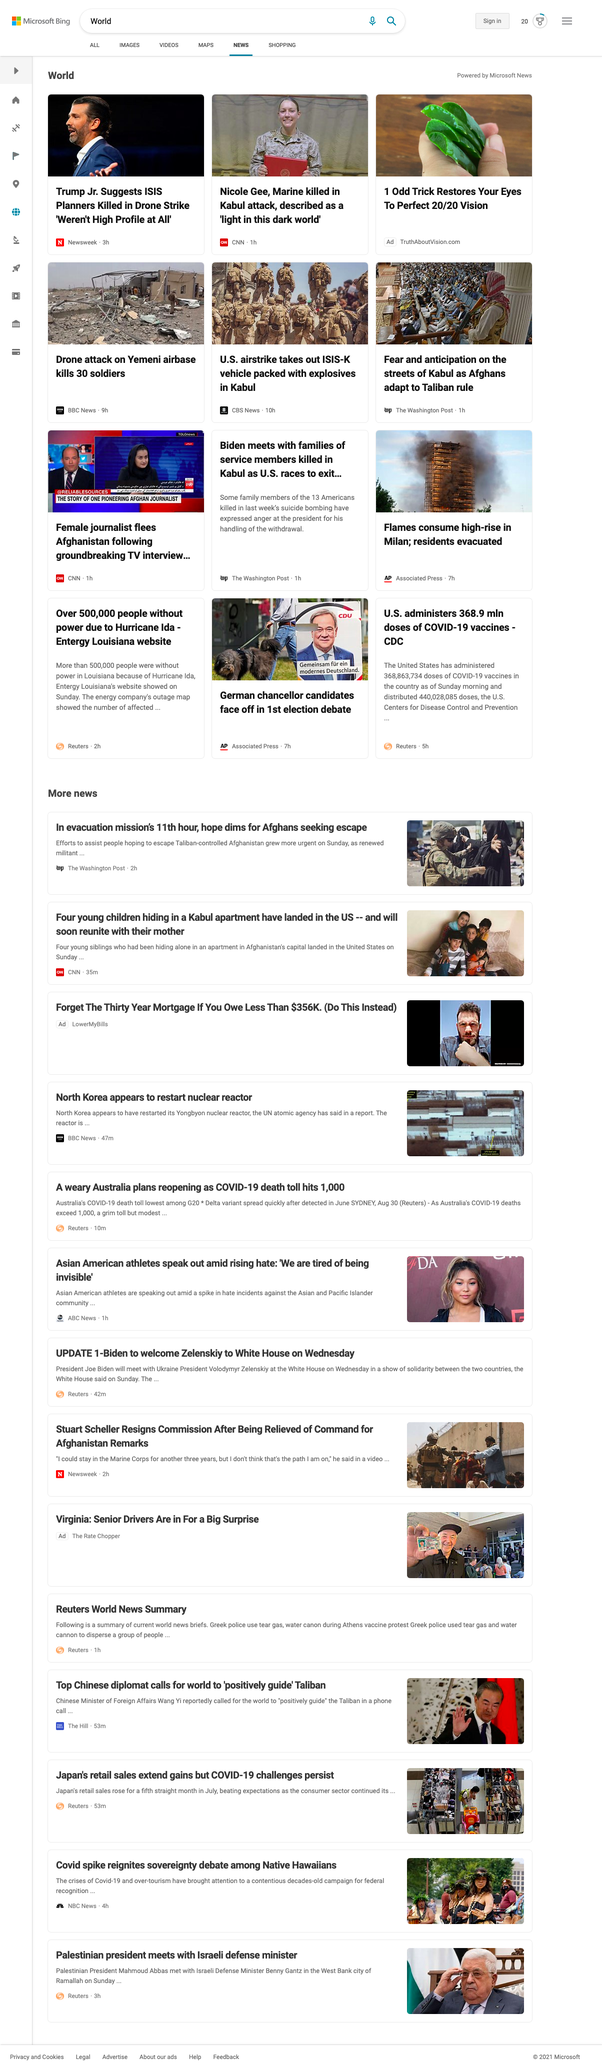 Microsoft Bing
World
Sign in
20
ALL
IMAGES
VIDEOS
MAPS
NEWS
SHOPPING
World
Powered by Microsoft News
Trump Jr. Suggests ISIS
Planners Killed in Drone Strike
'Weren't High Profile at All'
Newsweek · 3h
Nicole Gee, Marine killed in
Kabul attack, described as a
'light in this dark world'
CNN · 1h
1 Odd Trick Restores Your Eyes
To Perfect 20/20 Vision
Ad TruthAboutVision.com
Drone attack on Yemeni airbase
kills 30 soldiers
BBC News · 9h
U.S. airstrike takes out ISIS-K
vehicle packed with explosives
in Kabul
CBS News · 10h
Fear and anticipation on the
streets of Kabul as Afghans
adapt to Taliban rule
The Washington Post · 1h
@RELIABLESOURCES
THE STORY OF ONE PIONEERING AFGHAN JOURNALIST
Female journalist flees
Afghanistan following
groundbreaking TV interview...
CNN · 1h
Biden meets with families of
service members killed in
Kabul as U.S. races to exit...
Some family members of the 13 Americans
killed in last week's suicide bombing have
expressed anger at the president for his
handling of the withdrawal.
The Washington Post · 1h
Flames consume high-rise in
Milan; residents evacuated
AP Associated Press · 7h
Over 500,000 people without
power due to Hurricane Ida -
Entergy Louisiana website
More than 500,000 people were without
power in Louisiana because of Hurricane Ida,
Entergy Louisiana's website showed on
Sunday. The energy company's outage map
showed the number of affected ...
Reuters · 2h
CDU
Gemeinsam für ein
modernes Deutschland.
German chancellor candidates
face off in 1st election debate
AP Associated Press · 7h
U.S. administers 368.9 mln
doses of COVID-19 vaccines -
CDC
The United States has administered
368,863,734 doses of COVID-19 vaccines in
the country as of Sunday morning and
distributed 440,028,085 doses, the U.S.
Centers for Disease Control and Prevention
...
Reuters · 5h
More news
In evacuation mission's 11th hour, hope dims for Afghans seeking escape
Efforts to assist people hoping to escape Taliban-controlled Afghanistan grew more urgent on Sunday, as renewed
militant ...
The Washington Post · 2h
Four young children hiding in a Kabul apartment have landed in the US -- and will
soon reunite with their mother
Four young siblings who had been hiding alone in an apartment in Afghanistan's capital landed in the United States on
Sunday ...
CNN · 35m
Forget The Thirty Year Mortgage If You Owe Less Than $356K. (Do This Instead)
Ad LowerMyBills
North Korea appears to restart nuclear reactor
North Korea appears to have restarted its Yongbyon nuclear reactor, the UN atomic agency has said in a report. The
reactor is ...
BBC News · 47m
A weary Australia plans reopening as COVID-19 death toll hits 1,000
Australia's COVID-19 death toll lowest among G20 * Delta variant spread quickly after detected in June SYDNEY, Aug 30 (Reuters) - As Australia's COVID-19 deaths
exceed 1,000, a grim toll but modest ...
Reuters · 10m
Asian American athletes speak out amid rising hate: 'We are tired of being
invisible'
Asian American athletes are speaking out amid a spike in hate incidents against the Asian and Pacific Islander
community ...
ABC News · 1h
DA
UPDATE 1-Biden to welcome Zelenskiy to White House on Wednesday
President Joe Biden will meet with Ukraine President Volodymyr Zelenskiy at the White House on Wednesday in a show of solidarity between the two countries, the
White House said on Sunday. The ...
Reuters · 42m
Stuart Scheller Resigns Commission After Being Relieved of Command for
Afghanistan Remarks
"I could stay in the Marine Corps for another three years, but I don't think that's the path I am on," he said in a video ...
Newsweek · 2h
Virginia: Senior Drivers Are in For a Big Surprise
Ad The Rate Chopper
Reuters World News Summary
Following is a summary of current world news briefs. Greek police use tear gas, water canon during Athens vaccine protest Greek police used tear gas and water
cannon to disperse a group of people ...
Reuters · 1h
Top Chinese diplomat calls for world to 'positively guide' Taliban
Chinese Minister of Foreign Affairs Wang Yi reportedly called for the world to "positively guide" the Taliban in a phone
call ...
The Hill · 53m
Japan's retail sales extend gains but COVID-19 challenges persist
Japan's retail sales rose for a fifth straight month in July, beating expectations as the consumer sector continued its ...
Reuters · 53m
Covid spike reignites sovereignty debate among Native Hawaiians
The crises of Covid-19 and over-tourism have brought attention to a contentious decades-old campaign for federal
recognition ...
NBC News · 4h
Palestinian president meets with Israeli defense minister
Palestinian President Mahmoud Abbas met with Israeli Defense Minister Benny Gantz in the West Bank city of
Ramallah on Sunday ...
Reuters · 3h
Privacy and Cookies
Legal
Advertise
About our ads
Help
Feedback
© 2021 Microsoft